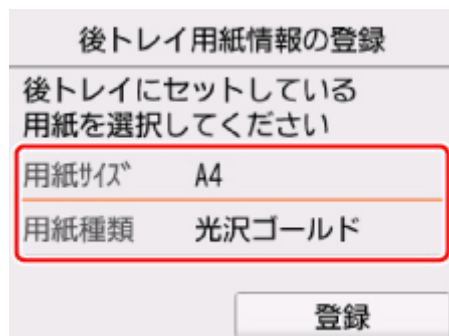 後トレイ用紙情報の登録
後トレイにセットしている
用紙を選択してください
用紙ｻｲｽﾞ A4
用紙種類 光沢ゴールド
登録